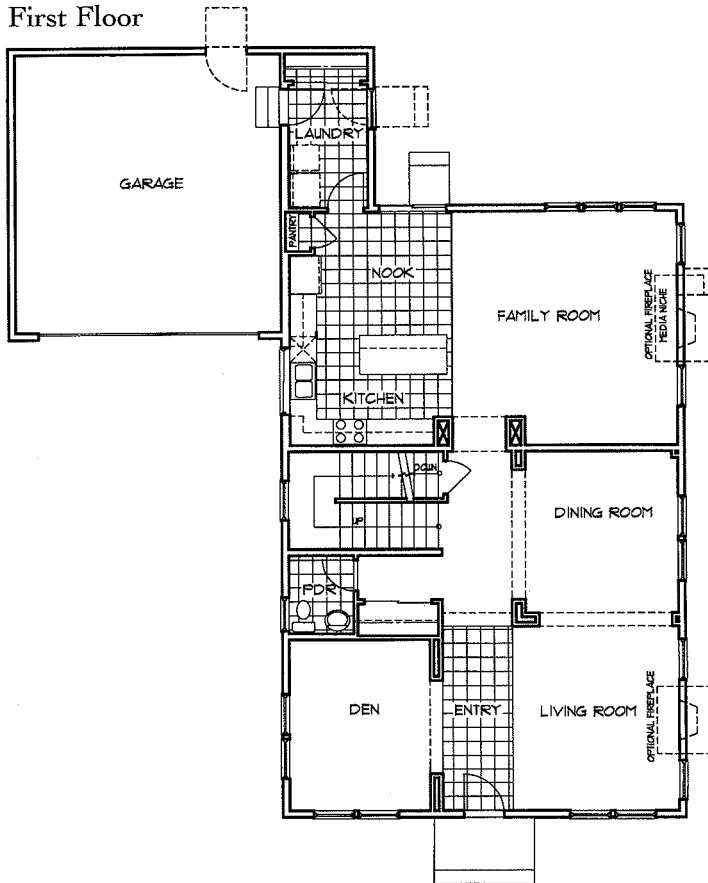 First Floor
LAUNDRY
GARAGE
PANTRY
NOOK
FAMILY ROOM
OPTIONAL FIREPLACE
MEDIA NICHE
KITCHEN
DOWN
UP
DINING ROOM
PDR
DEN
ENTRY
LIVING ROOM
OPTIONAL FIREPLACE